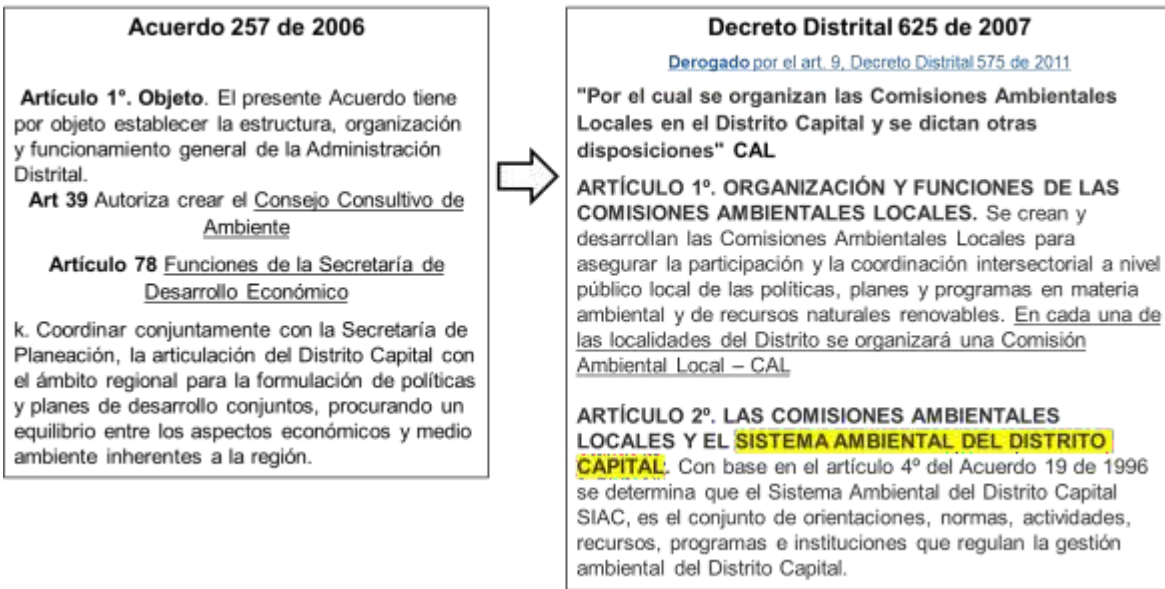 Acuerdo 257 de 2006
Artículo 1º. Objeto. El presente Acuerdo tiene
por objeto establecer la estructura, organización
y funcionamiento general de la Administración
Distrital.
Art 39 Autoriza crear el Consejo Consultivo de
Ambiente
Artículo 78 Funciones de la Secretaría de
Desarrollo Económico
k. Coordinar conjuntamente con la Secretaría de
Planeación, la articulación del Distrito Capital con
el ámbito regional para la formulación de políticas
y planes de desarrollo conjuntos, procurando un
equilibrio entre los aspectos económicos y medio
ambiente inherentes a la región.
Decreto Distrital 625 de 2007
Derogado por el art. 9, Decreto Distrital 575 de 2011
"Por el cual se organizan las Comisiones Ambientales
Locales en el Distrito Capital y se dictan otras
disposiciones" CAL
ARTÍCULO 1º. ORGANIZACIÓN Y FUNCIONES DE LAS
COMISIONES AMBIENTALES LOCALES. Se crean y
desarrollan las Comisiones Ambientales Locales para
asegurar la participación y la coordinación intersectorial a nivel
público local de las políticas, planes y programas en materia
ambiental y de recursos naturales renovables. En cada una de
las localidades del Distrito se organizará una Comisión
Ambiental Local – CAL
ARTÍCULO 2º. LAS COMISIONES AMBIENTALES
LOCALES Y EL SISTEMA AMBIENTAL DEL DISTRITO
CAPITAL. Con base en el artículo 4º del Acuerdo 19 de 1996
se determina que el Sistema Ambiental del Distrito Capital
SIAC, es el conjunto de orientaciones, normas, actividades,
recursos, programas e instituciones que regulan la gestión
ambiental del Distrito Capital.